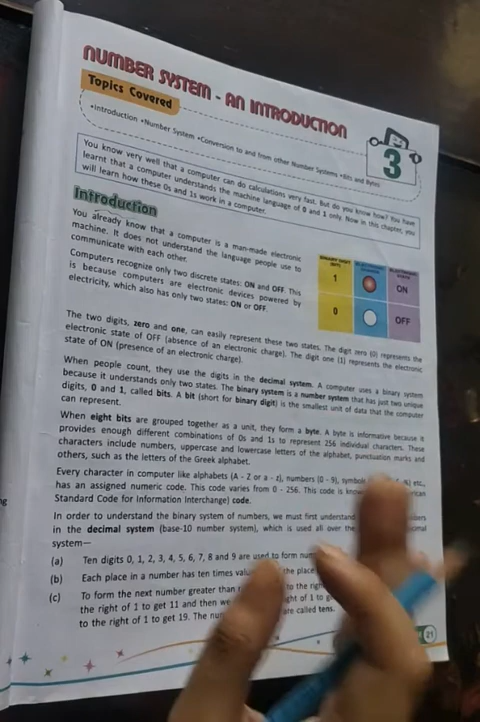 NUMBER SYSTEM - AN INTRODUCTION
Topics Covered
•Introduction •Number System •Conversion to and from other Number Systems •Bits and Bytes
3
You know very well that a computer can do calculations very fast. But do you know how? You have
learnt that a computer understands the machine language of 0 and 1 only. Now in this chapter, you
will learn how these 0s and 1s work in a computer.
Introduction
You already know that a computer is a man-made electronic
machine. It does not understand the language people use to
communicate with each other.
Computers recognize only two discrete states: ON and OFF. This
is because computers are electronic devices powered by
electricity, which also has only two states: ON or OFF.
1 ON
0 OFF
The two digits, zero and one, can easily represent these two states. The digit zero (0) represents the
electronic state of OFF (absence of an electronic charge). The digit one (1) represents the electronic
state of ON (presence of an electronic charge).
When people count, they use the digits in the decimal system. A computer uses a binary system
because it understands only two states. The binary system is a number system that has just two unique
digits, 0 and 1, called bits. A bit (short for binary digit) is the smallest unit of data that the computer
can represent.
When eight bits are grouped together as a unit, they form a byte. A byte is informative because it
provides enough different combinations of 0s and 1s to represent 256 individual characters. These
characters include numbers, uppercase and lowercase letters of the alphabet, punctuation marks and
others, such as the letters of the Greek alphabet.
Every character in computer like alphabets (A - Z or a - z), numbers (0 - 9), symbols etc.,
has an assigned numeric code. This code varies from 0 - 256. This code is
Standard Code for Information Interchange) code.
In order to understand the binary system of numbers, we must first understand
in the decimal system (base-10 number system), which is used all over the
system—
(a) Ten digits 0, 1, 2, 3, 4, 5, 6, 7, 8 and 9 are used to form
(b) Each place in a number has ten times the place
(c) To form the next number greater than to the
the right of 1 to get 11 and then we of 1 to
to the right of 1 to get 19. The are called tens.
21